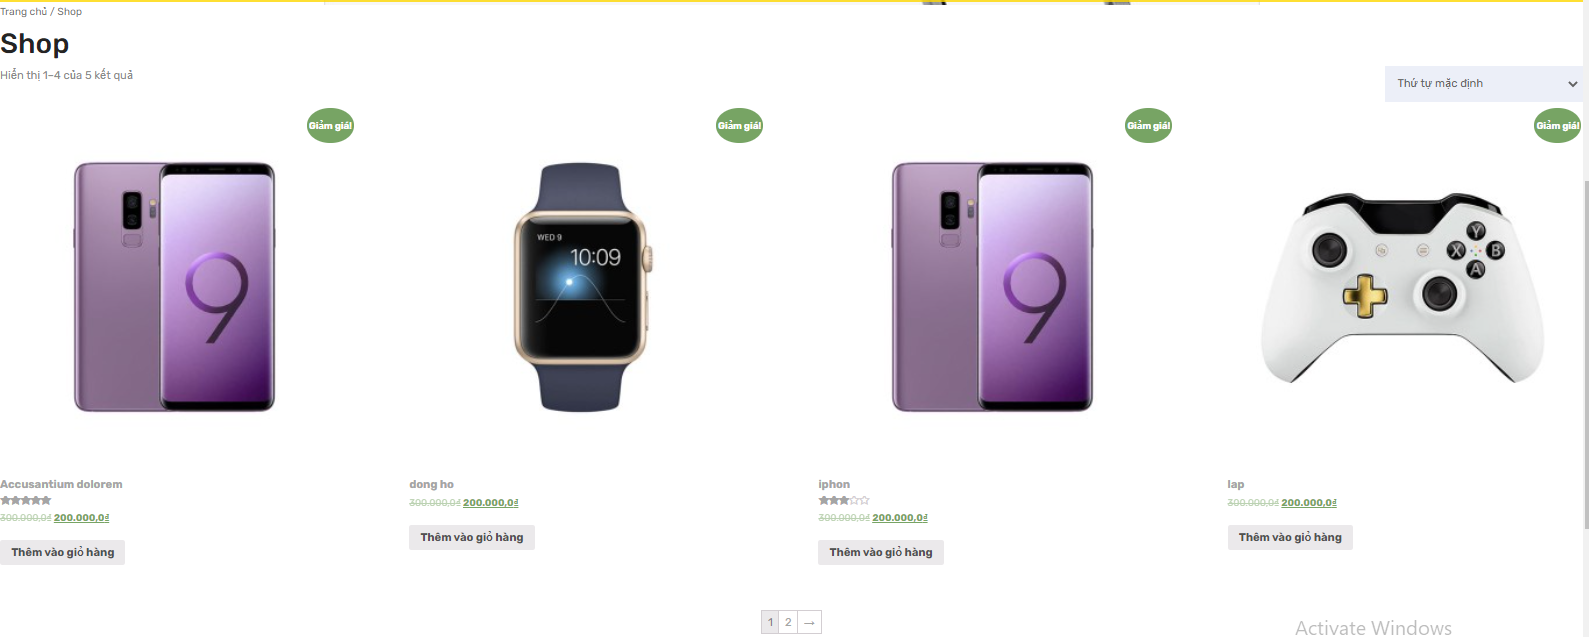 Trang chủ / Shop
Shop
Hiển thị 1–4 của 5 kết quả
Thứ tự mặc định
Giảm giá!
Giảm giá!
Giảm giá!
Giảm giá!
9
WED 9
10:09
9
Y
X
B
A
Accusantium dolorem
300.000,0₫ 200.000,0₫
Thêm vào giỏ hàng
dong ho
300.000,0₫ 200.000,0₫
Thêm vào giỏ hàng
iphon
300.000,0₫ 200.000,0₫
Thêm vào giỏ hàng
lap
300.000,0₫ 200.000,0₫
Thêm vào giỏ hàng
1 2 →
Activate Windows